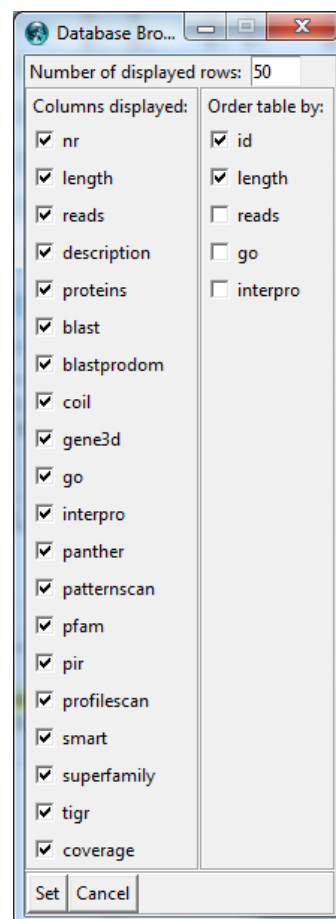 Database Bro...
Number of displayed rows: 50
Columns displayed:
nr
length
reads
description
proteins
blast
blastprodom
coil
gene3d
go
interpro
panther
patternscan
pfam
pir
profilescan
smart
superfamily
tigr
coverage
Order table by:
id
length
reads
go
interpro
Set Cancel